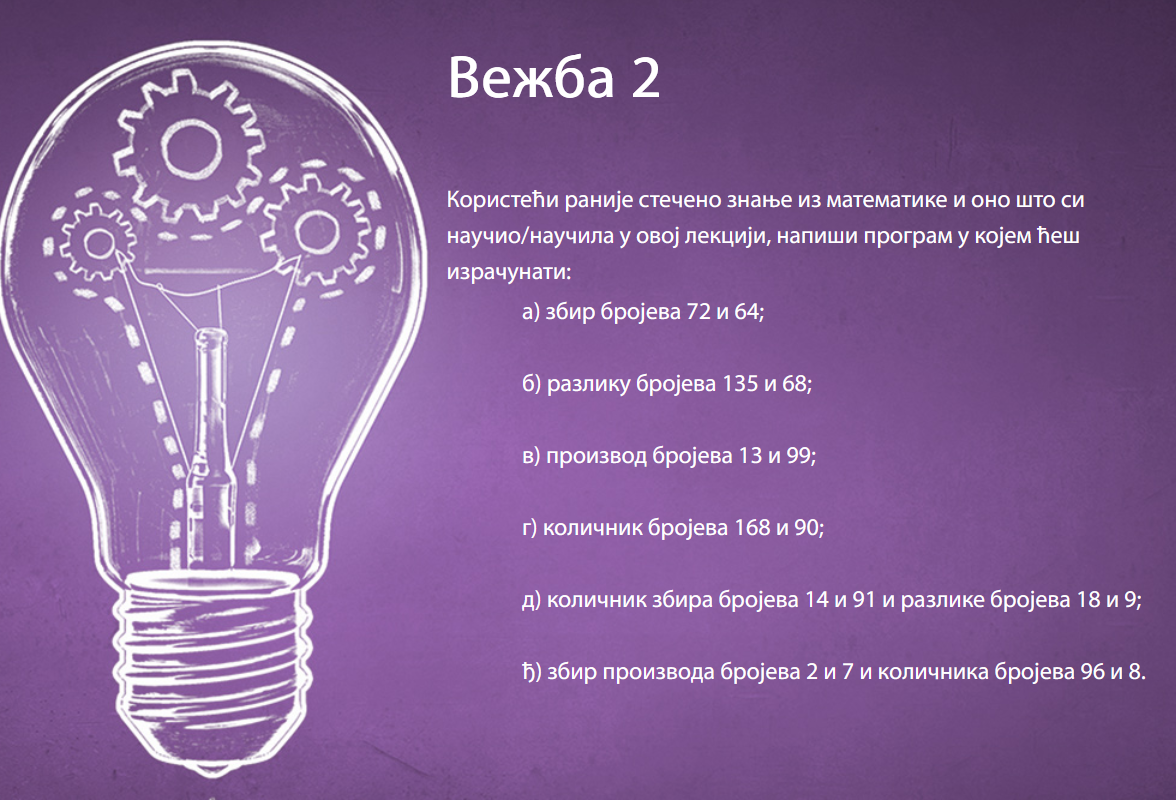 Вежба 2
Користећи раније стечено знање из математике и оно што си
научио/научила у овој лекцији, напиши програм у којем ћеш
израчунати:
а) збир бројева 72 и 64;
б) разлику бројева 135 и 68;
в) производ бројева 13 и 99;
г) количник бројева 168 и 90;
д) количник збира бројева 14 и 91 и разлике бројева 18 и 9;
ђ) збир производа бројева 2 и 7 и количника бројева 96 и 8.